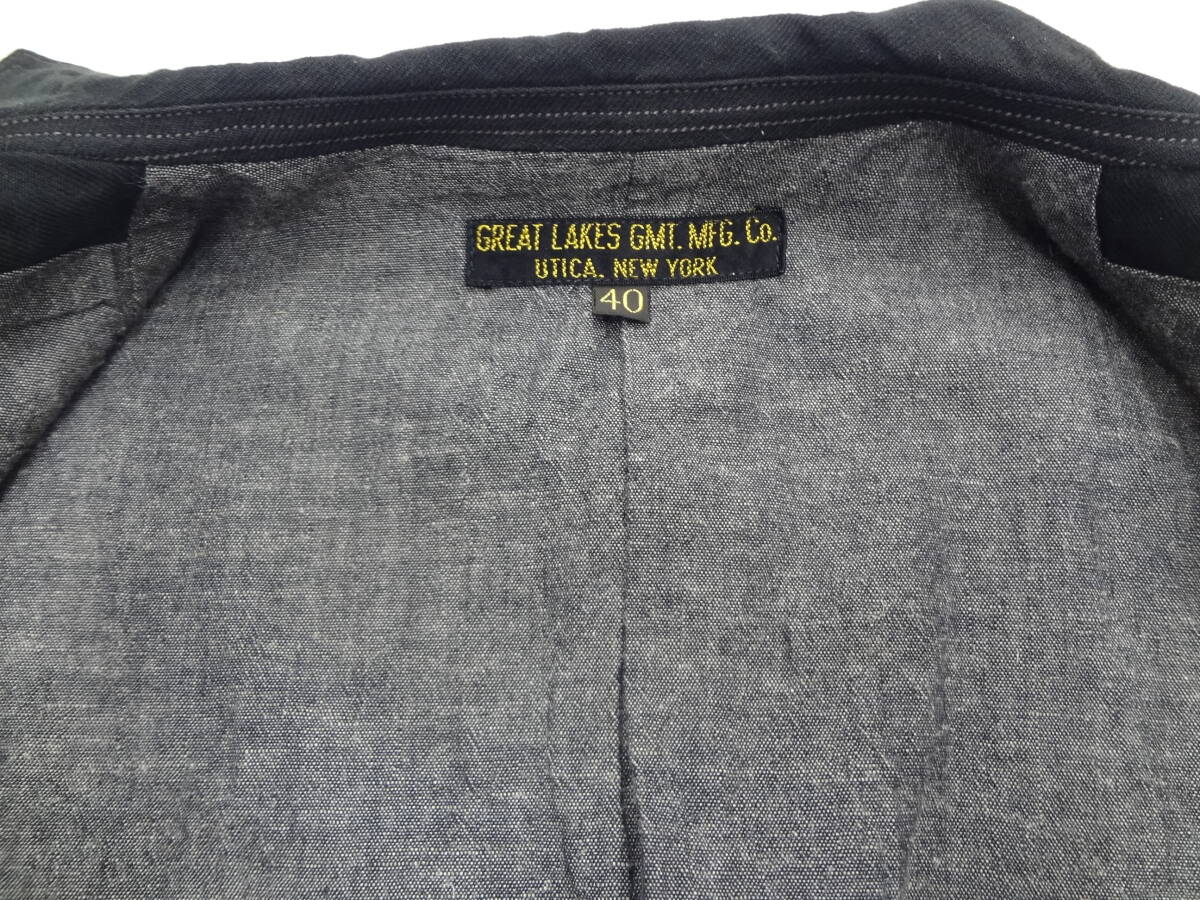 GREAT LAKES GMT. MFG. Co.
UTICA. NEW YORK
40